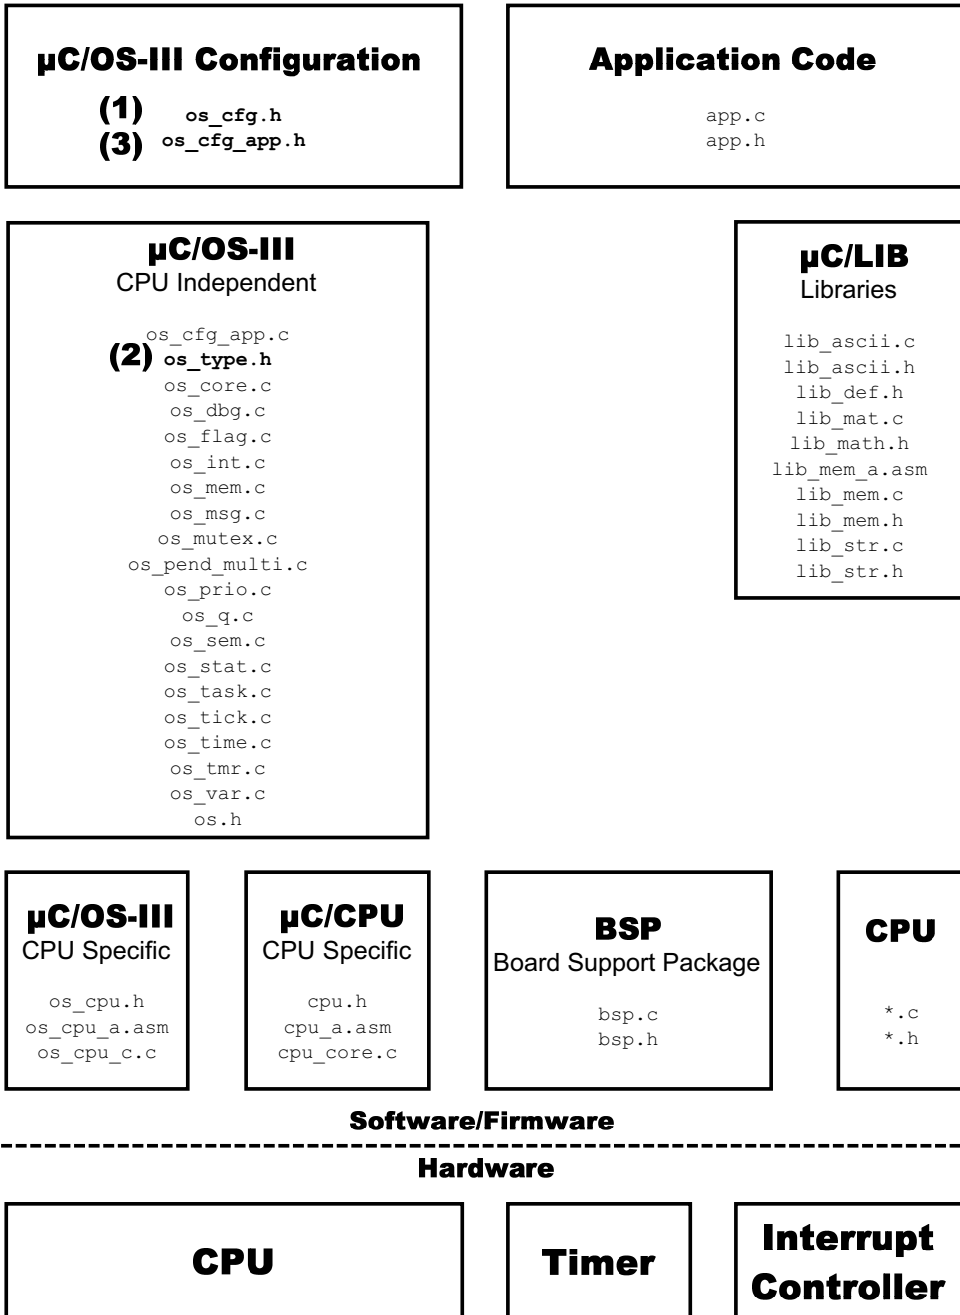 µC/OS-III Configuration
(1) os_cfg.h
(3) os_cfg_app.h
Application Code
app.c
app.h
µC/OS-III
CPU Independent
os_cfg_app.c
(2) os_type.h
os_core.c
os_dbg.c
os_flag.c
os_int.c
os_mem.c
os_msg.c
os_mutex.c
os_pend_multi.c
os_prio.c
os_q.c
os_sem.c
os_stat.c
os_task.c
os_tick.c
os_time.c
os_tmr.c
os_var.c
os.h
µC/LIB
Libraries
lib_ascii.c
lib_ascii.h
lib_def.h
lib_mat.c
lib_math.h
lib_mem_a.asm
lib_mem.c
lib_mem.h
lib_str.c
lib_str.h
µC/OS-III
CPU Specific
os_cpu.h
os_cpu_a.asm
os_cpu_c.c
µC/CPU
CPU Specific
cpu.h
cpu_a.asm
cpu_core.c
BSP
Board Support Package
bsp.c
bsp.h
CPU
*.c
*.h
Software/Firmware
Hardware
CPU
Timer
Interrupt
Controller